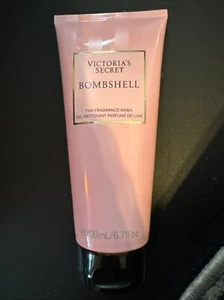 VICTORIA'S
SECRET
BOMBSHELL
FINE FRAGRANCE WASH
GEL NETTOYANT PARFUMÉ DE LUXE
200mL/6.7fl oz